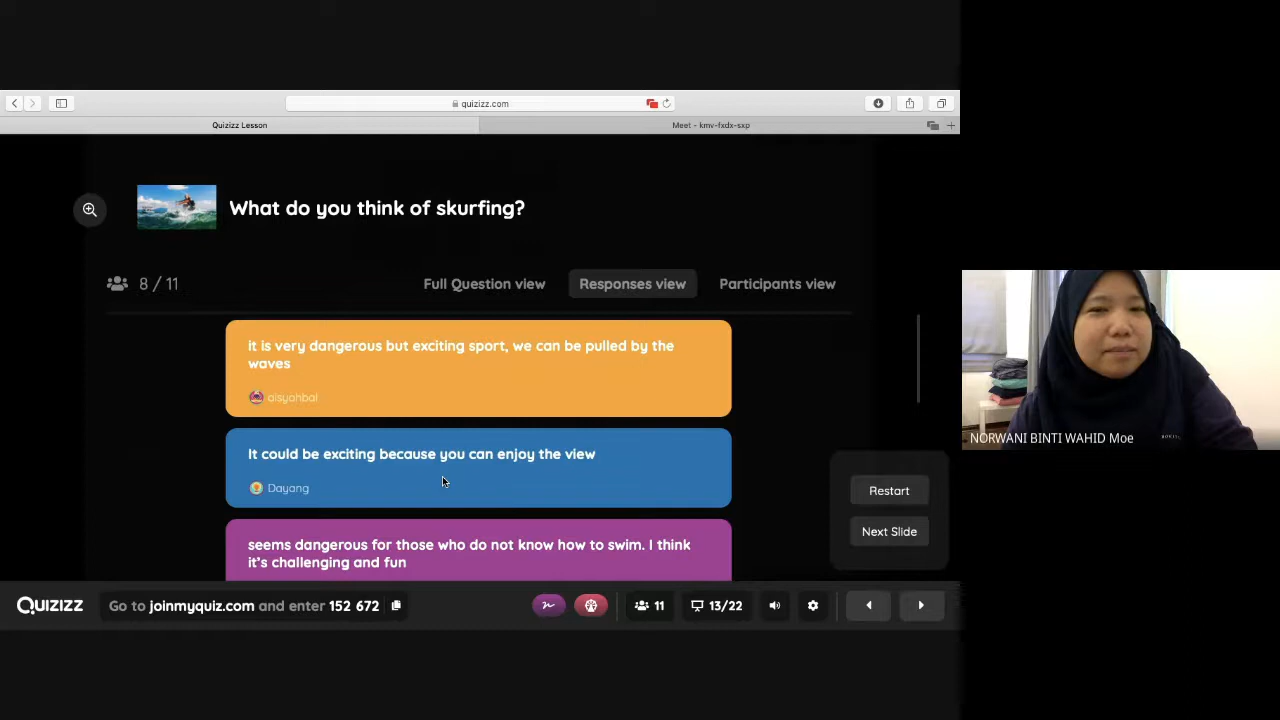 quizizz.com
Quizizz Lesson
Meet - kmv-fxdx-sxp
What do you think of skurfing?
8 / 11
Full Question view
Responses view
Participants view
it is very dangerous but exciting sport, we can be pulled by the
waves
aisyahbal
It could be exciting because you can enjoy the view
Dayang
seems dangerous for those who do not know how to swim. I think
it's challenging and fun
Restart
Next Slide
QUIZIZZ
Go to joinmyquiz.com and enter 152 672
11
13/22
NORWANI BINTI WAHID Moe